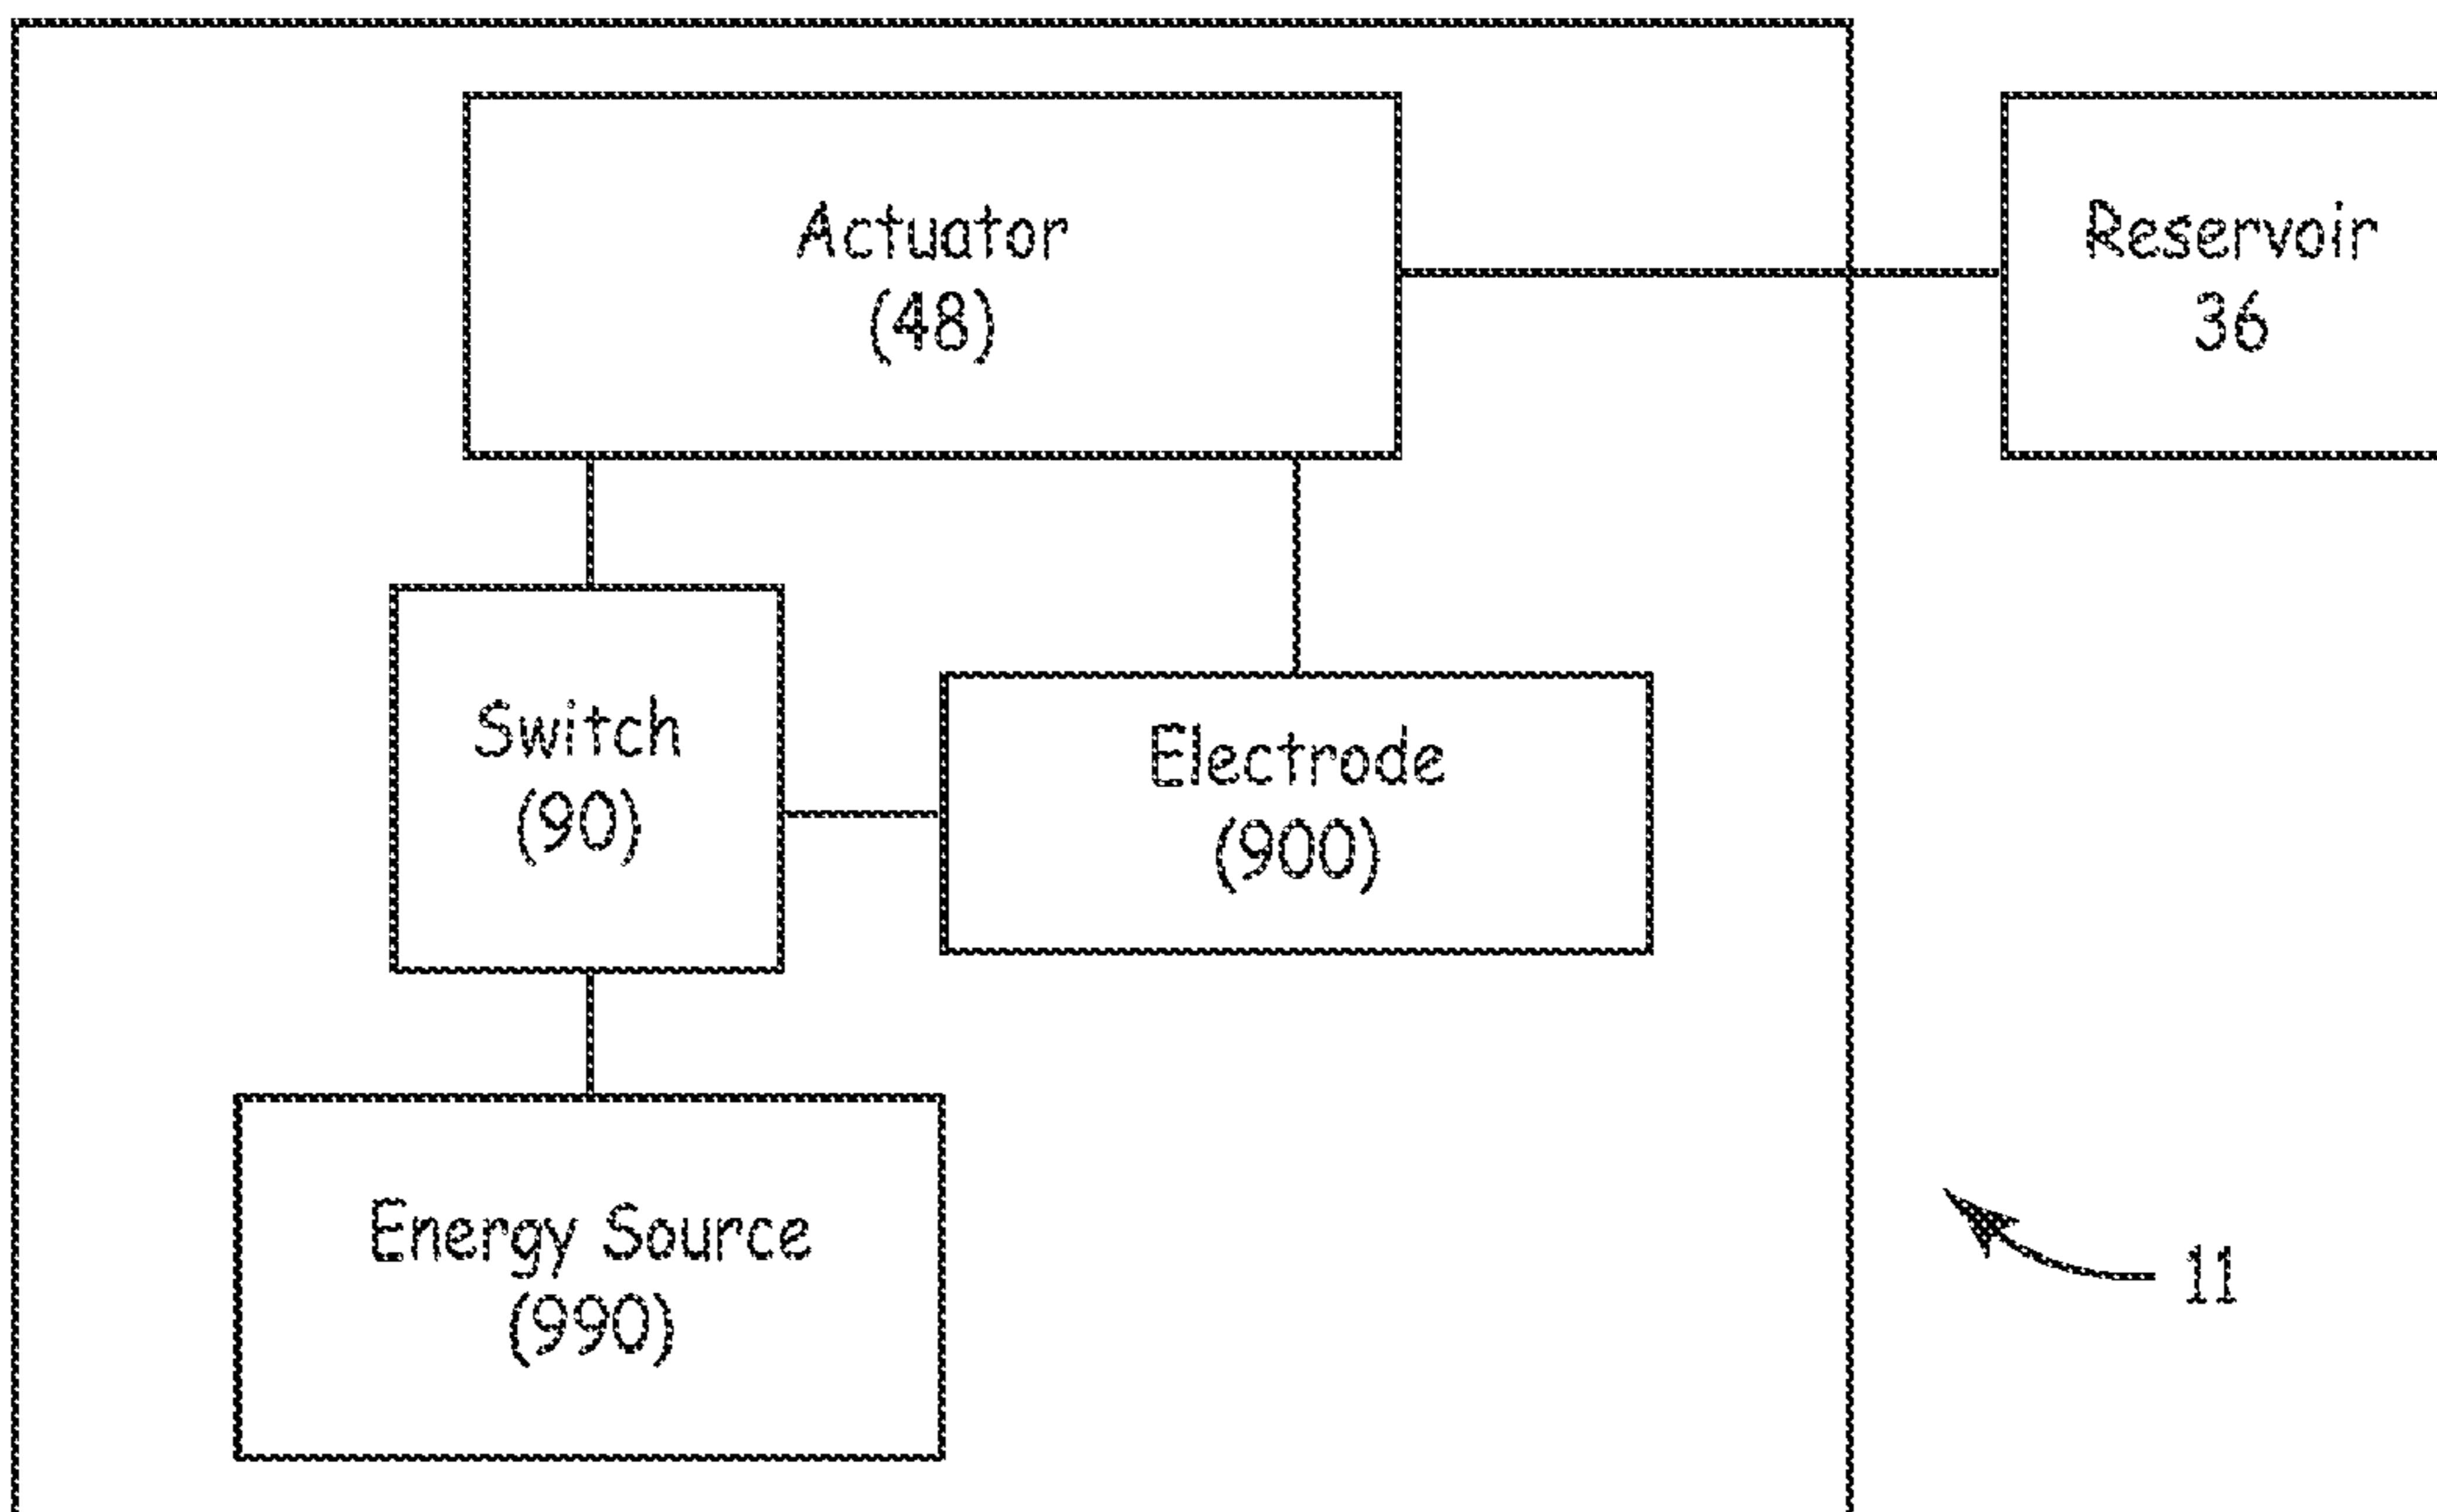 Actuator
(48)
Reservoir
36
Switch
(90)
Electrode
(900)
Energy Source
(990)
11